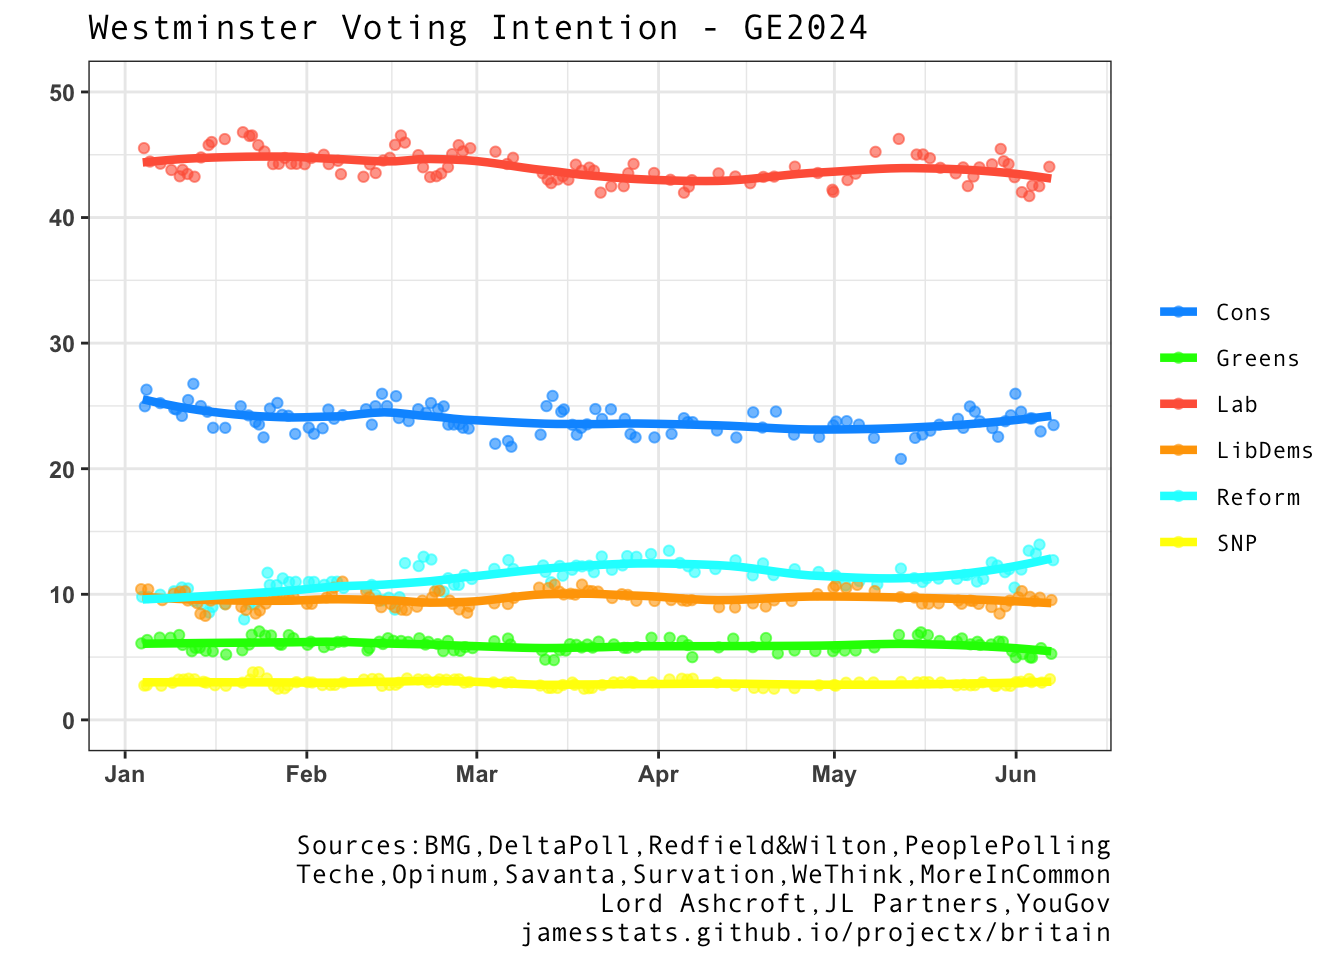 Westminster Voting Intention - GE2024
50
40
30
20
10
0
Jan Feb Mar Apr May Jun
Cons
Greens
Lab
LibDems
Reform
SNP
Sources:BMG,DeltaPoll,Redfield&Wilton,PeoplePolling
Teche,Opinum,Savanta,Survation,WeThink,MoreInCommon
Lord Ashcroft,JL Partners,YouGov
jamesstats.github.io/projectx/britain